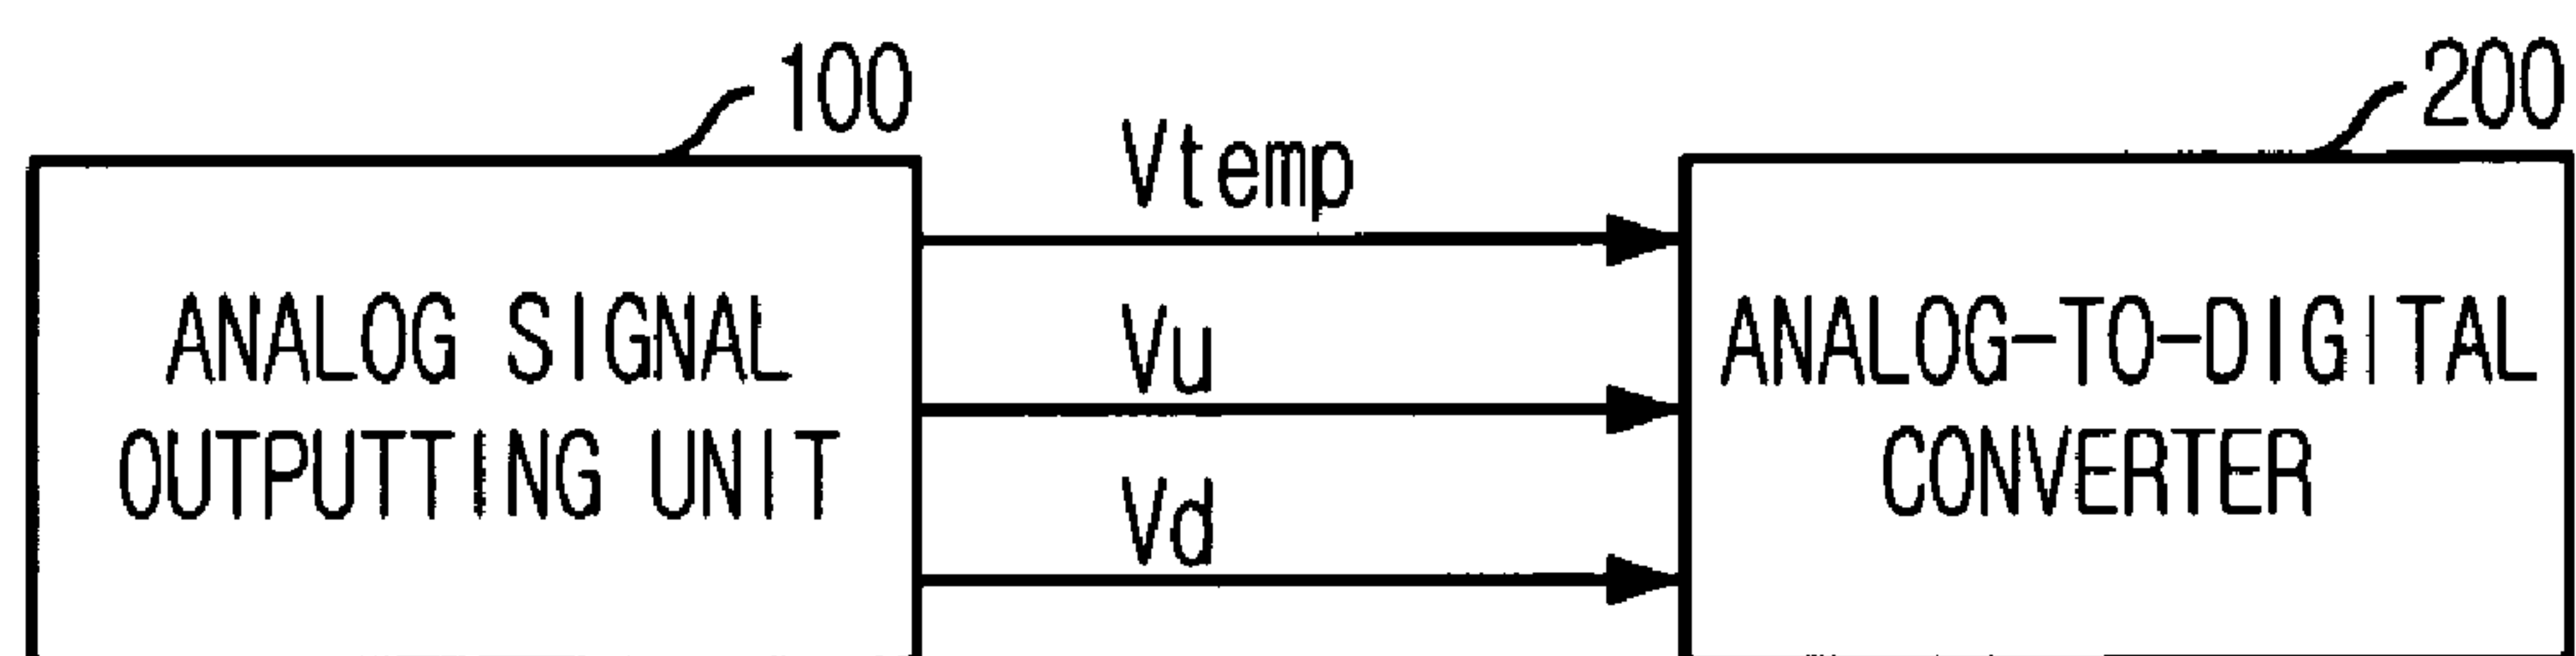 100
200
Vtemp
ANALOG SIGNAL
OUTPUTTING UNIT
Vu
Vd
ANALOG-TO-DIGITAL
CONVERTER